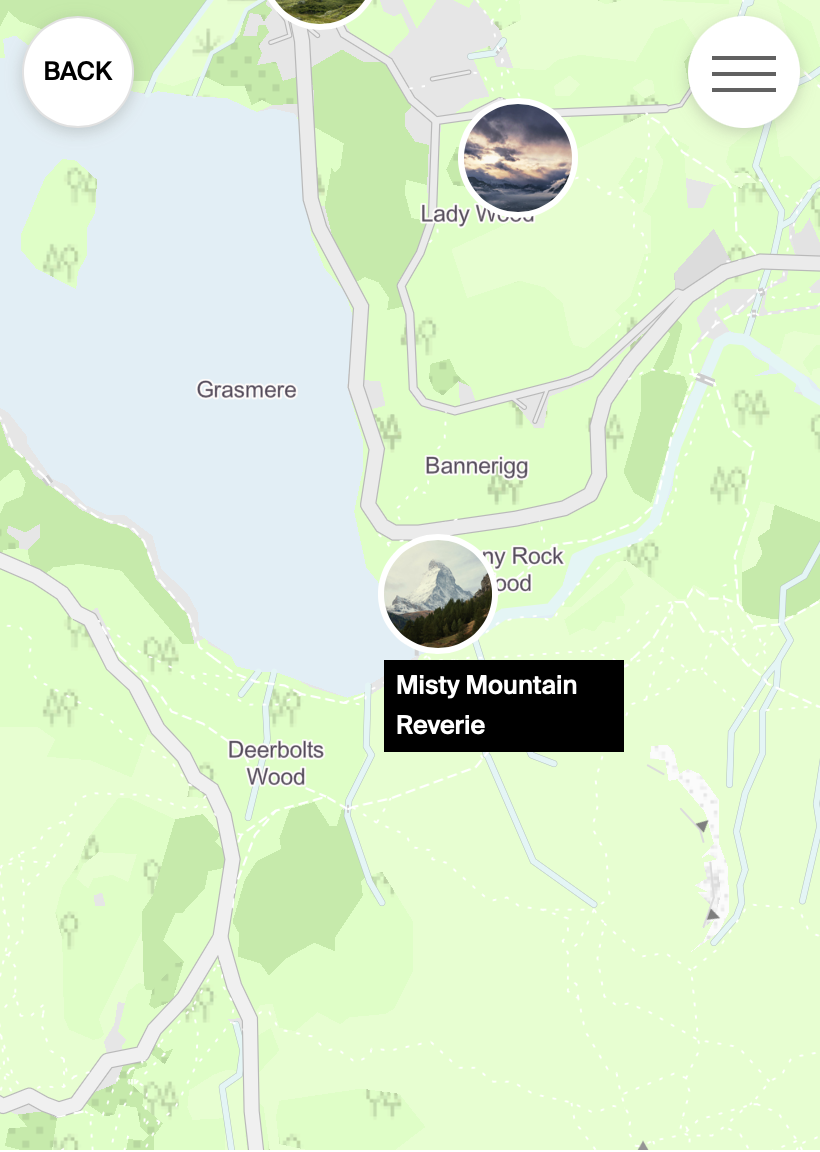 BACK
Lady Wood
Grasmere
Bannerigg
ny Rock
ood
Misty Mountain
Reverie
Deerbolts
Wood